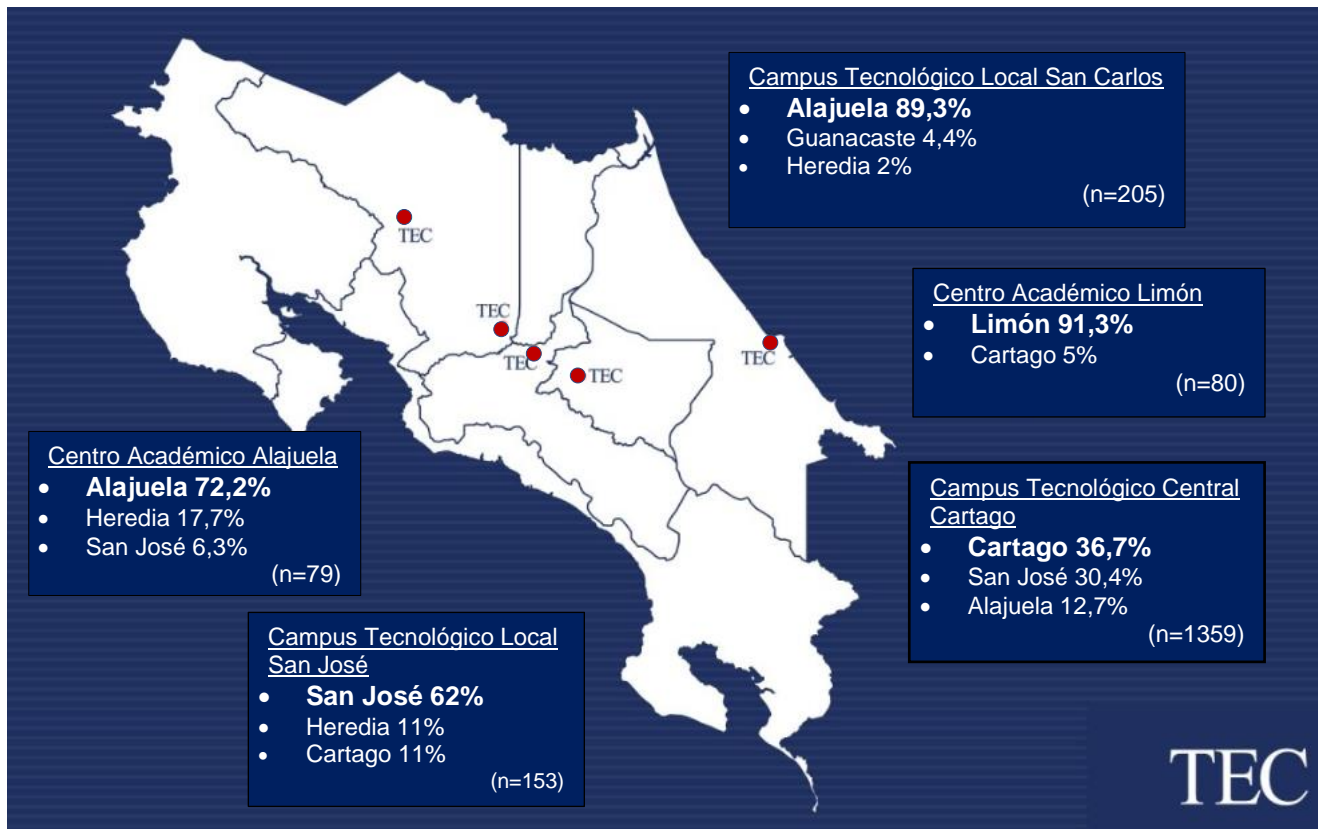 Campus Tecnológico Local San Carlos
• Alajuela 89,3%
• Guanacaste 4,4%
• Heredia 2%
(n=205)
TEC
TEC
TEC
TEC
TEC
Centro Académico Limón
• Limón 91,3%
• Cartago 5%
(n=80)
Centro Académico Alajuela
• Alajuela 72,2%
• Heredia 17,7%
• San José 6,3%
(n=79)
Campus Tecnológico Central
Cartago
• Cartago 36,7%
• San José 30,4%
• Alajuela 12,7%
(n=1359)
Campus Tecnológico Local
San José
• San José 62%
• Heredia 11%
• Cartago 11%
(n=153)
TEC